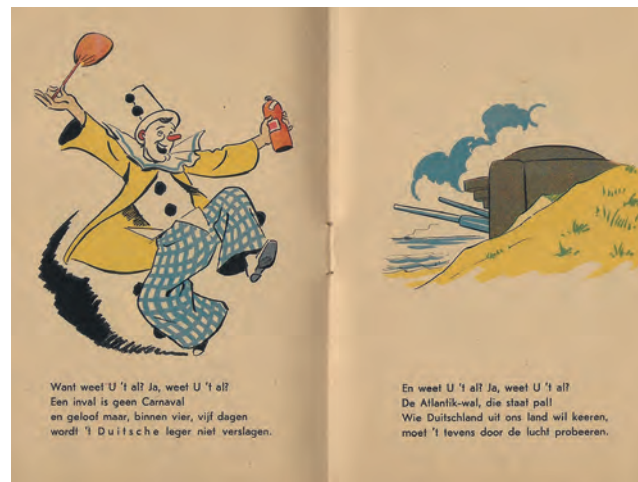 Want weet U 't al? Ja, weet U 't al?
Een inval is geen Carnaval
en geloof maar, binnen vier, vijf dagen
wordt 't Duitsche leger niet verslagen.
En weet U 't al? Ja, weet U 't al?
De Atlantik-wal, die staat pal!
Wie Duitschland uit ons land wil keeren,
moet 't tevens door de lucht probeeren.